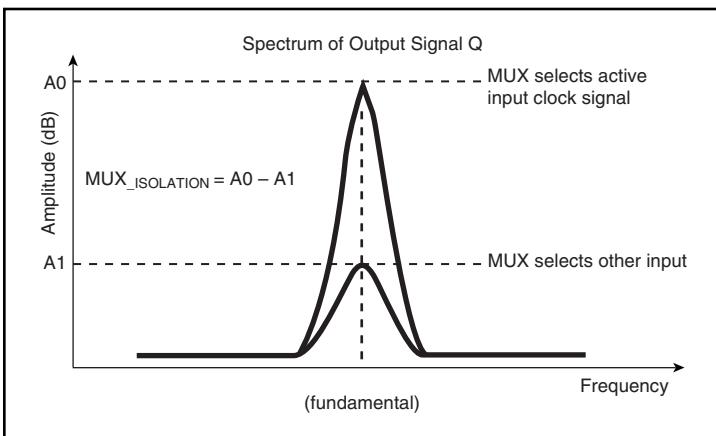 Spectrum of Output Signal Q
A0
MUX selects active
input clock signal
Amplitude (dB)
MUX_ISOLATION = A0 – A1
A1
MUX selects other input
Frequency
(fundamental)